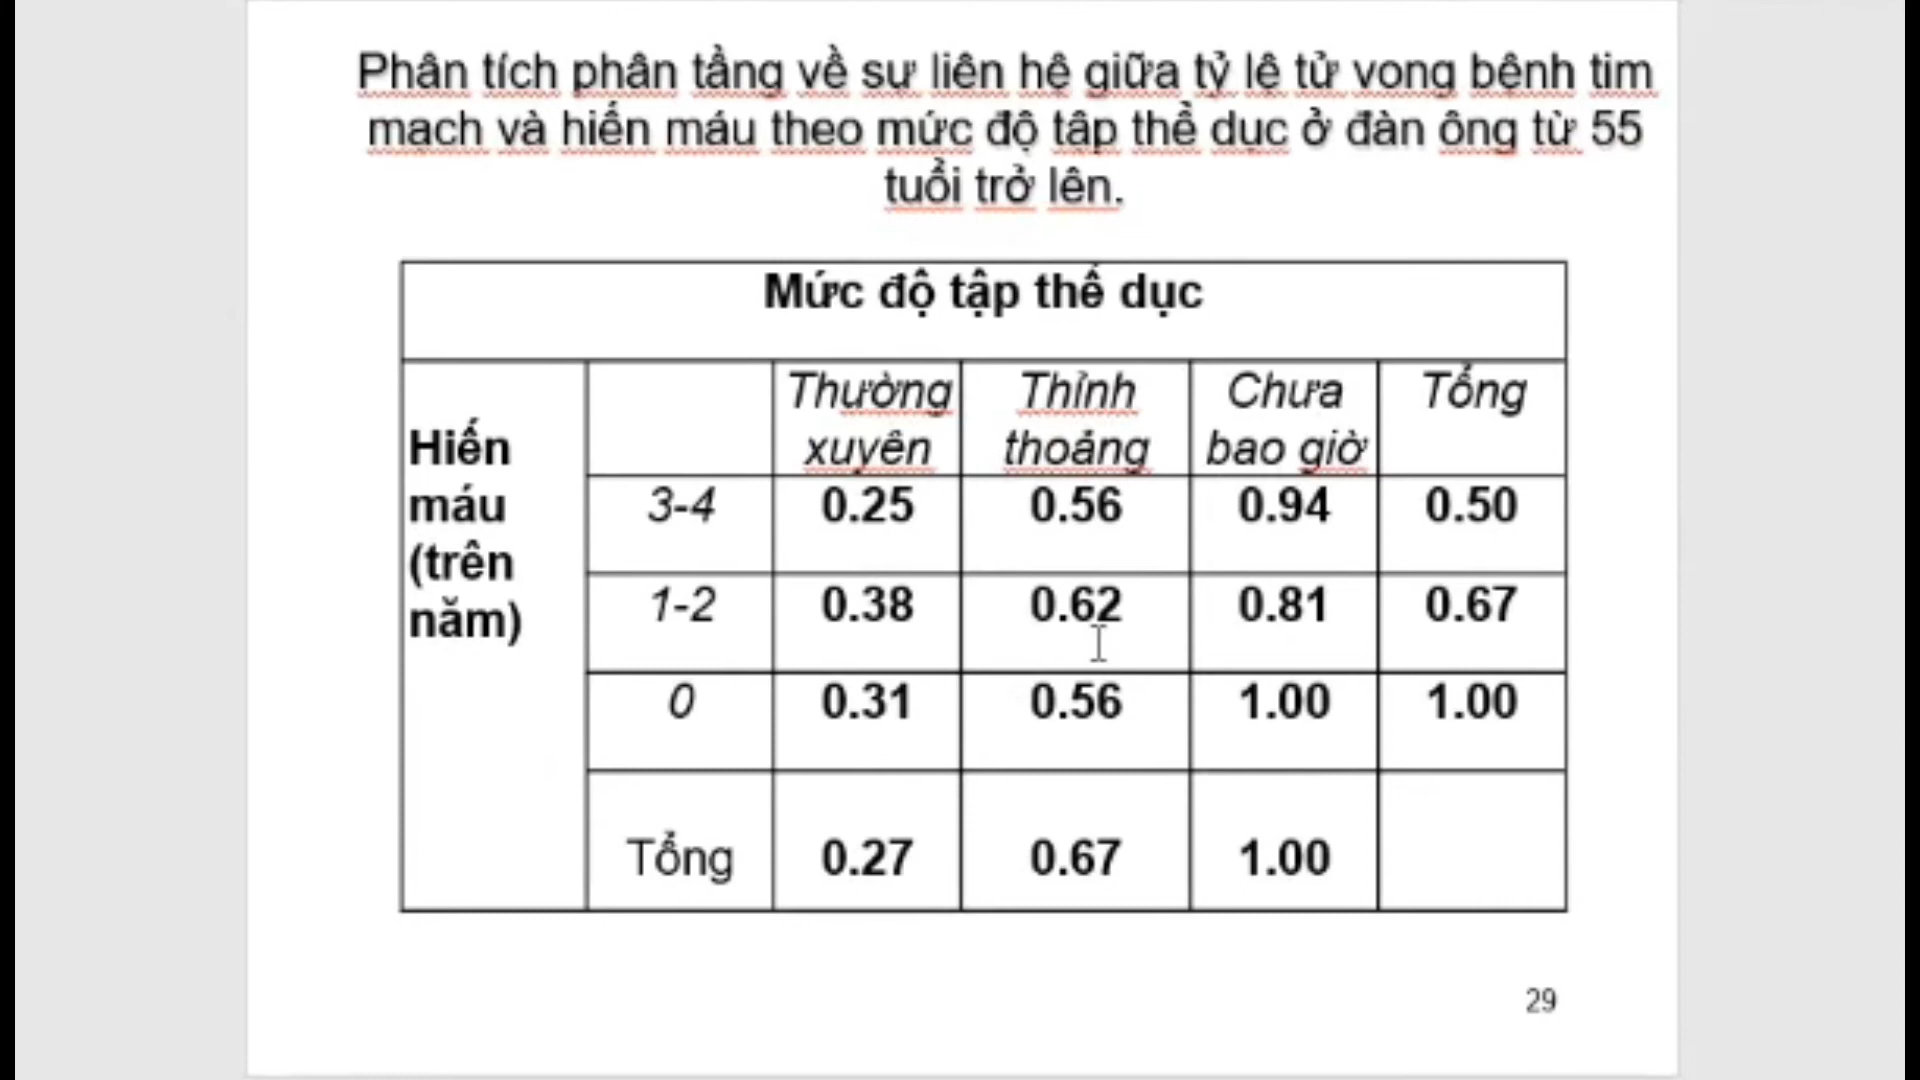 Phân tích phân tầng về sự liên hệ giữa tỷ lệ tử vong bệnh tim
mạch và hiến máu theo mức độ tập thể dục ở đàn ông từ 55
tuổi trở lên.
Mức độ tập thể dục
Hiến
máu
(trên
năm)
Thường
xuyên
Thỉnh
thoảng
Chưa
bao giờ
Tổng
3-4 0.25 0.56 0.94 0.50
1-2 0.38 0.62 0.81 0.67
0 0.31 0.56 1.00 1.00
Tổng 0.27 0.67 1.00
29